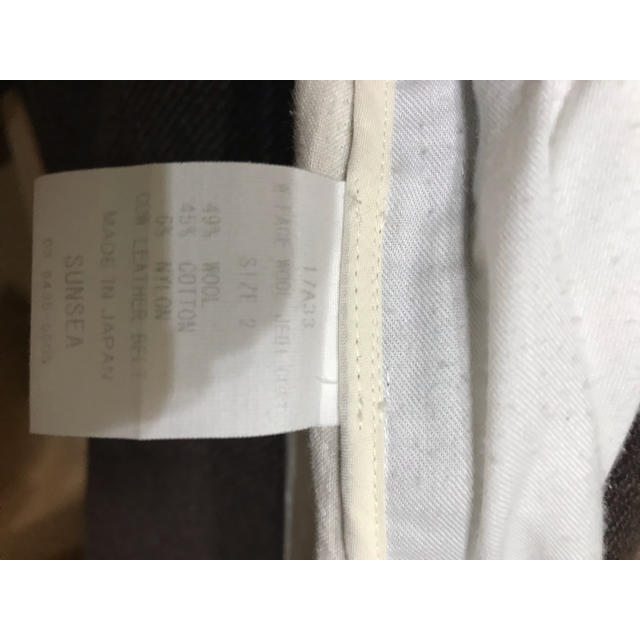 17A33
SIZE 2
49% WOOL
45% COTTON
6% NYLON
COW LEATHER BELT
MADE IN JAPAN
SUNSEA